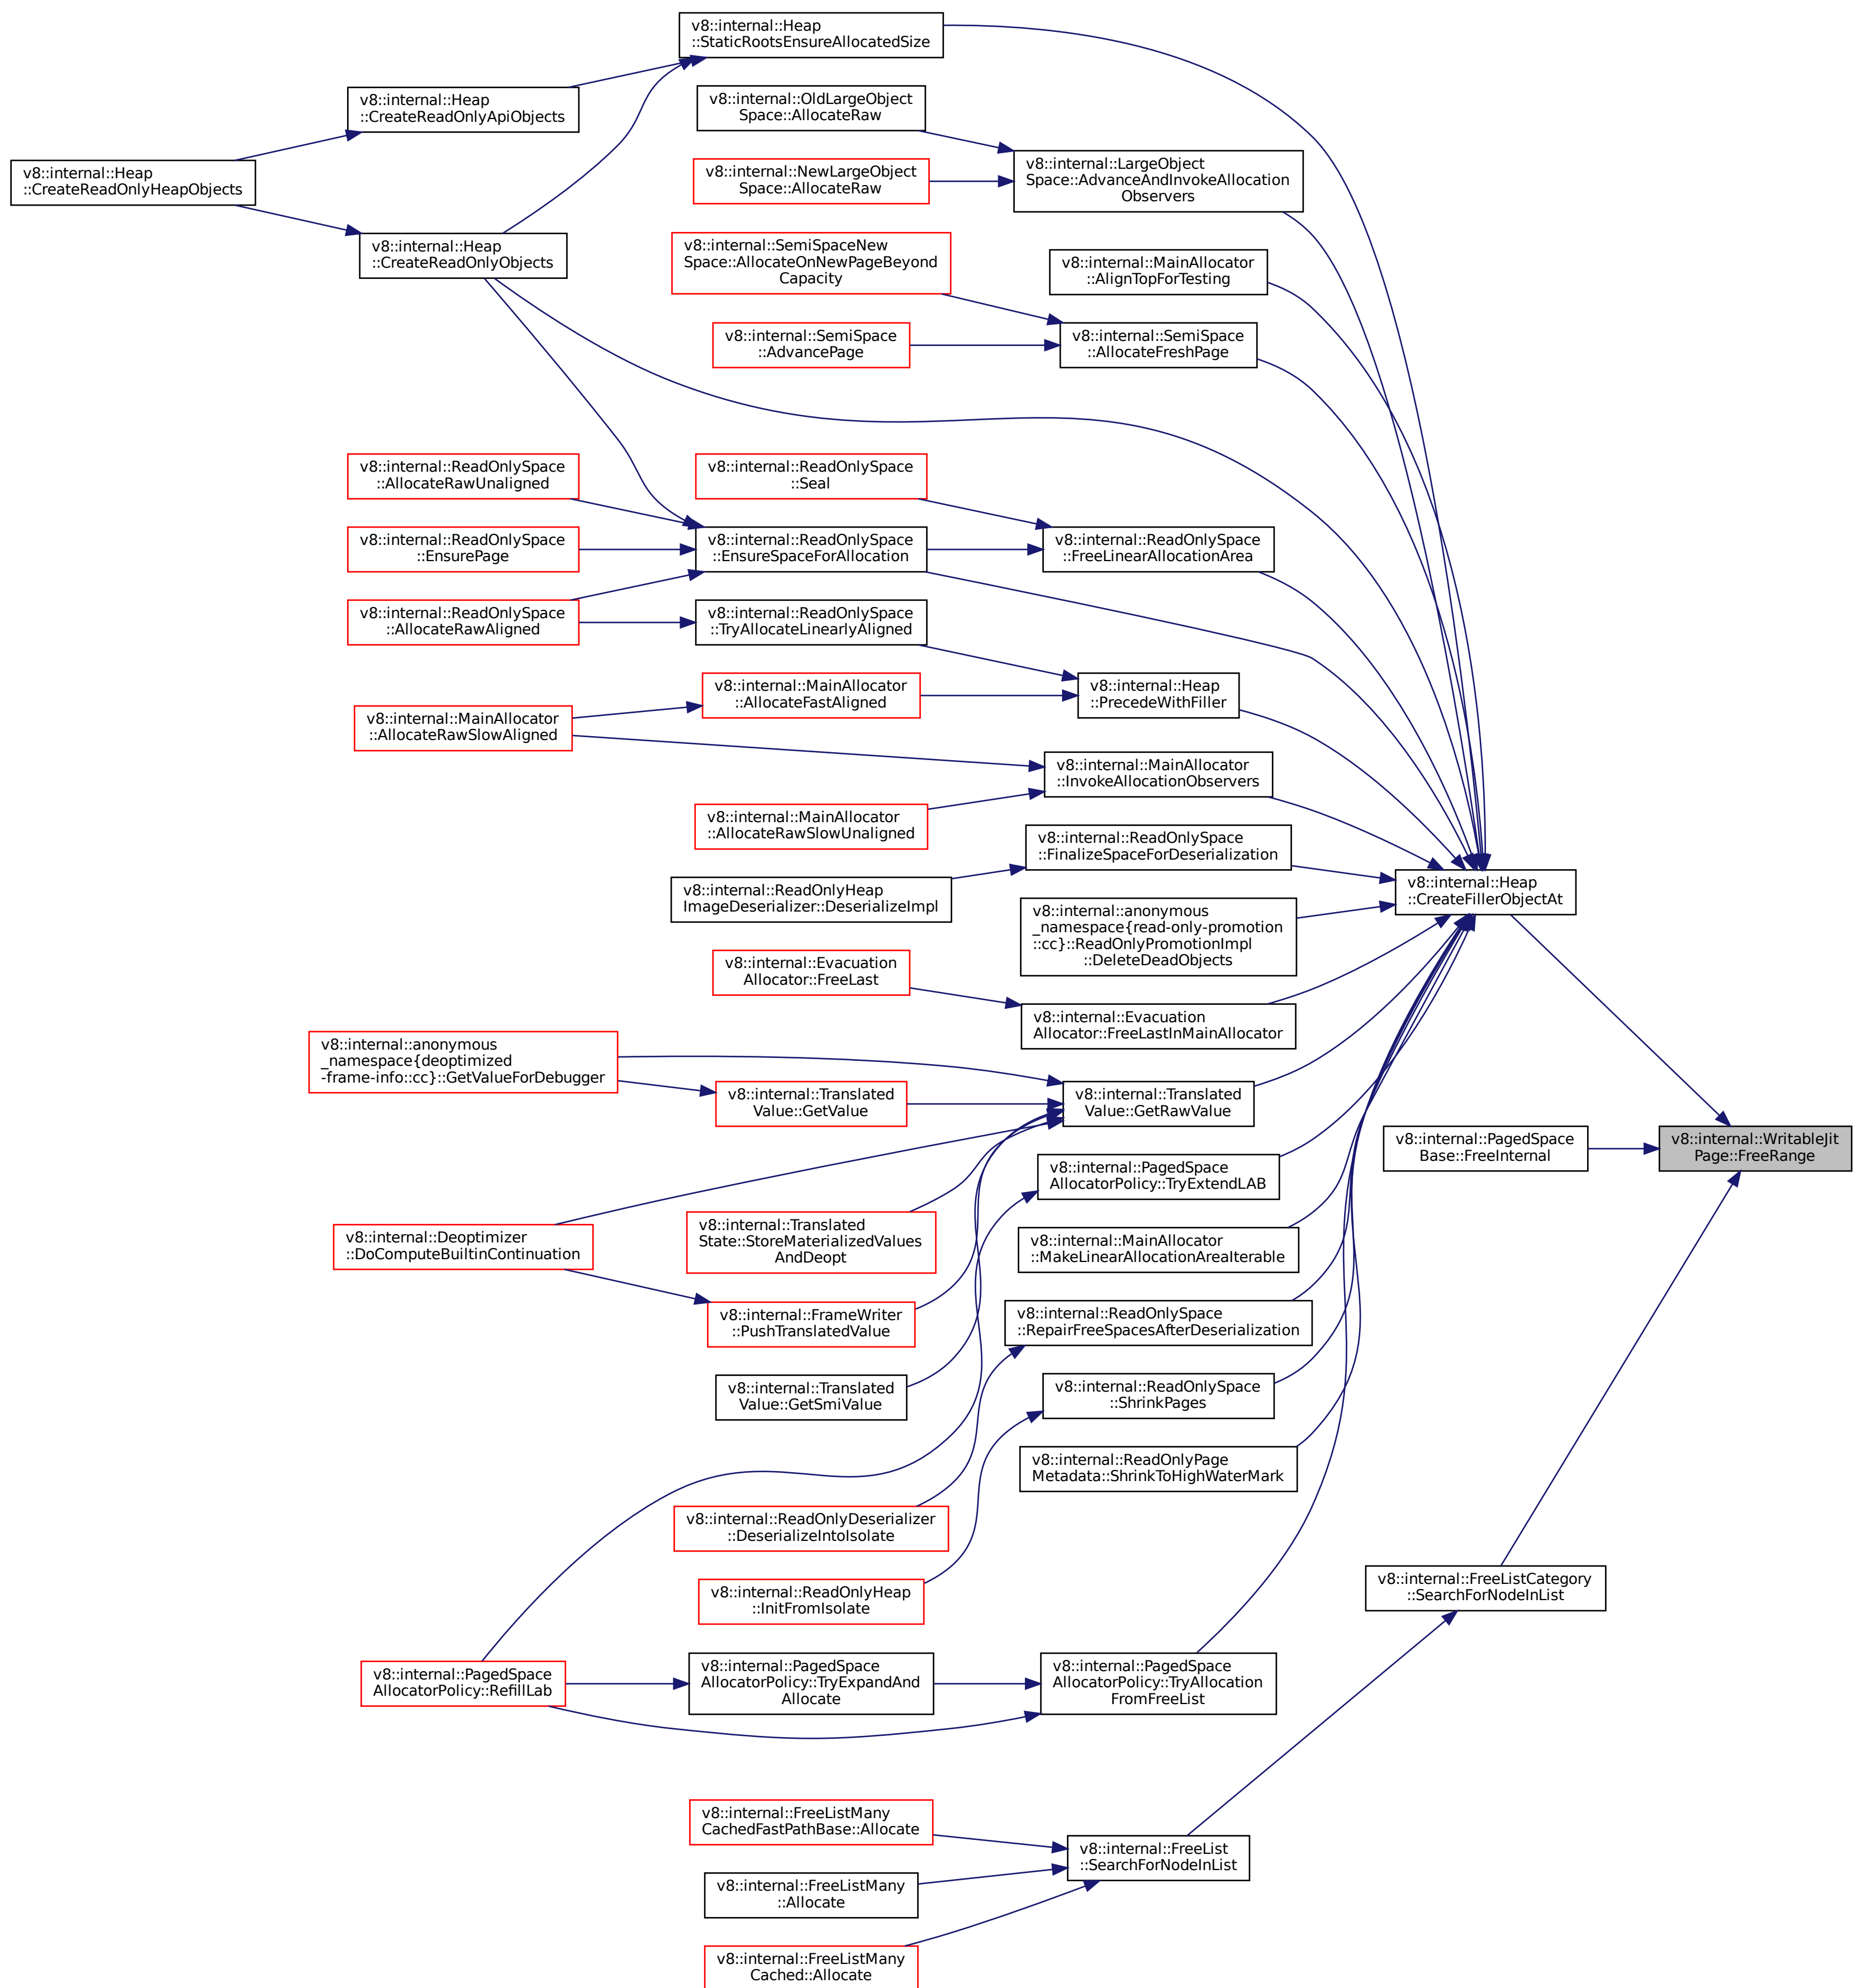 v8::internal::Heap
::StaticRootsEnsureAllocatedSize
v8::internal::Heap
::CreateReadOnlyApiObjects
v8::internal::OldLargeObject
Space::AllocateRaw
v8::internal::Heap
::CreateReadOnlyHeapObjects
v8::internal::NewLargeObject
Space::AllocateRaw
v8::internal::LargeObject
Space::AdvanceAndInvokeAllocation
Observers
v8::internal::Heap
::CreateReadOnlyObjects
v8::internal::SemiSpaceNew
Space::AllocateOnNewPageBeyond
Capacity
v8::internal::MainAllocator
::AlignTopForTesting
v8::internal::SemiSpace
::AdvancePage
v8::internal::SemiSpace
::AllocateFreshPage
v8::internal::ReadOnlySpace
::AllocateRawUnaligned
v8::internal::ReadOnlySpace
::Seal
v8::internal::ReadOnlySpace
::EnsurePage
v8::internal::ReadOnlySpace
::EnsureSpaceForAllocation
v8::internal::ReadOnlySpace
::FreeLinearAllocationArea
v8::internal::ReadOnlySpace
::AllocateRawAligned
v8::internal::ReadOnlySpace
::TryAllocateLinearlyAligned
v8::internal::MainAllocator
::AllocateFastAligned
v8::internal::Heap
::PrecedeWithFiller
v8::internal::MainAllocator
::AllocateRawSlowAligned
v8::internal::MainAllocator
::InvokeAllocationObservers
v8::internal::MainAllocator
::AllocateRawSlowUnaligned
v8::internal::ReadOnlySpace
::FinalizeSpaceForDeserialization
v8::internal::ReadOnlyHeap
ImageDeserializer::DeserializeImpl
v8::internal::Heap
::CreateFillerObjectAt
v8::internal::anonymous
_namespace{read-only-promotion
::cc}::ReadOnlyPromotionImpl
::DeleteDeadObjects
v8::internal::Evacuation
Allocator::FreeLast
v8::internal::Evacuation
Allocator::FreeLastInMainAllocator
v8::internal::anonymous
_namespace{deoptimized
-frame-info::cc}::GetValueForDebugger
v8::internal::Translated
Value::GetValue
v8::internal::Translated
Value::GetRawValue
v8::internal::PagedSpace
Base::FreeInternal
v8::internal::WritableJit
Page::FreeRange
v8::internal::PagedSpace
AllocatorPolicy::TryExtendLAB
v8::internal::Deoptimizer
::DoComputeBuiltinContinuation
v8::internal::Translated
State::StoreMaterializedValues
AndDeopt
v8::internal::MainAllocator
::MakeLinearAllocationAreaIterable
v8::internal::FrameWriter
::PushTranslatedValue
v8::internal::ReadOnlySpace
::RepairFreeSpacesAfterDeserialization
v8::internal::Translated
Value::GetSmiValue
v8::internal::ReadOnlySpace
::ShrinkPages
v8::internal::ReadOnlyPage
Metadata::ShrinkToHighWaterMark
v8::internal::ReadOnlyDeserializer
::DeserializeIntoIsolate
v8::internal::ReadOnlyHeap
::InitFromIsolate
v8::internal::FreeListCategory
::SearchForNodeInList
v8::internal::PagedSpace
AllocatorPolicy::RefillLab
v8::internal::PagedSpace
AllocatorPolicy::TryExpandAnd
Allocate
v8::internal::PagedSpace
AllocatorPolicy::TryAllocation
FromFreeList
v8::internal::FreeListMany
CachedFastPathBase::Allocate
v8::internal::FreeList
::SearchForNodeInList
v8::internal::FreeListMany
::Allocate
v8::internal::FreeListMany
Cached::Allocate